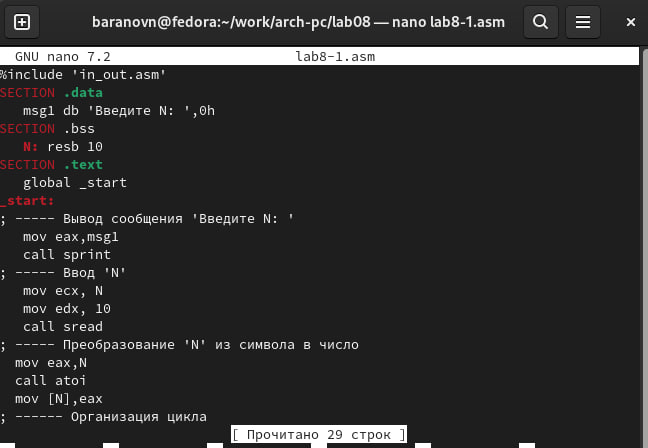 baranovn@fedora:~/work/arch-pc/lab08 — nano lab8-1.asm
GNU nano 7.2 lab8-1.asm
%include 'in_out.asm'
SECTION .data
msg1 db 'Введите N: ',0h
SECTION .bss
N: resb 10
SECTION .text
global _start
_start:
; ----- Вывод сообщения 'Введите N: '
mov eax,msg1
call sprint
; ----- Ввод 'N'
mov ecx, N
mov edx, 10
call sread
; ----- Преобразование 'N' из символа в число
mov eax,N
call atoi
mov [N],eax
; ------ Организация цикла
[ Прочитано 29 строк ]